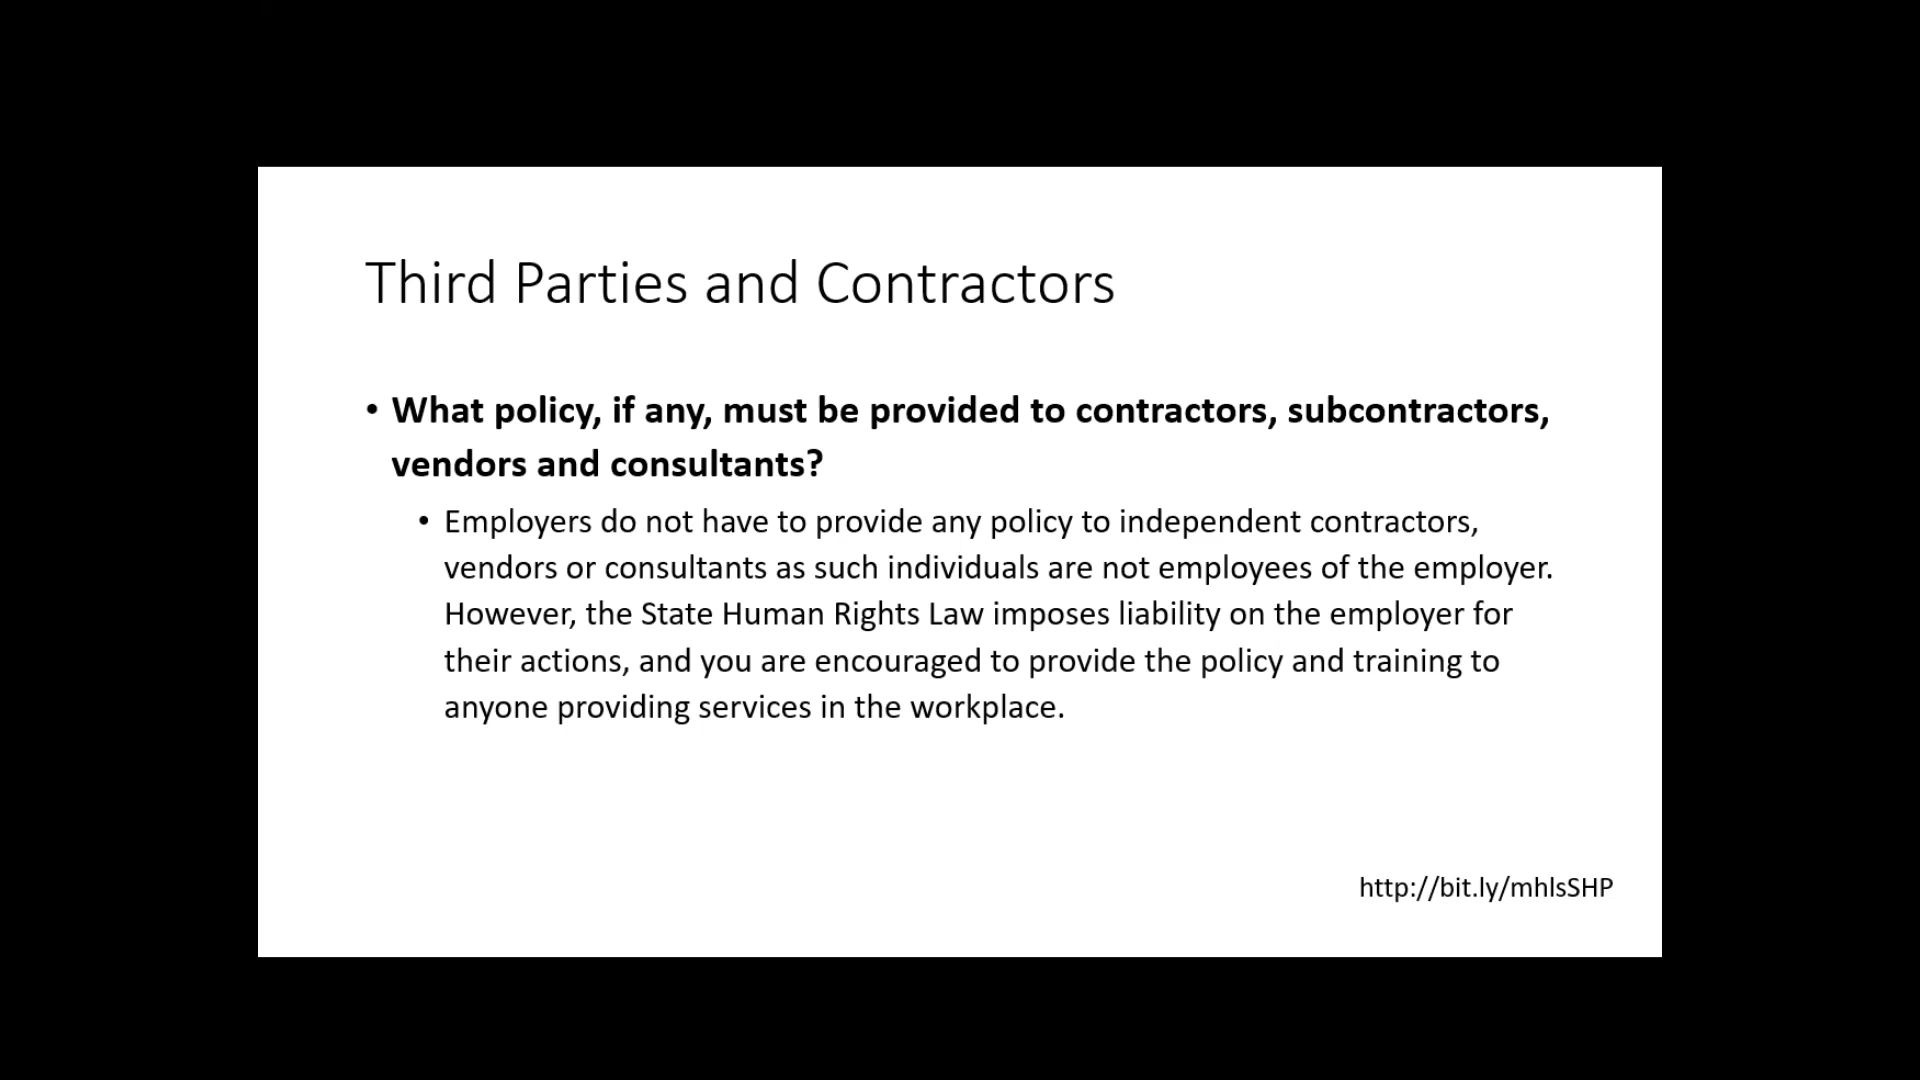 Third Parties and Contractors
• What policy, if any, must be provided to contractors, subcontractors,
vendors and consultants?
• Employers do not have to provide any policy to independent contractors,
vendors or consultants as such individuals are not employees of the employer.
However, the State Human Rights Law imposes liability on the employer for
their actions, and you are encouraged to provide the policy and training to
anyone providing services in the workplace.
http://bit.ly/mhlsSHP